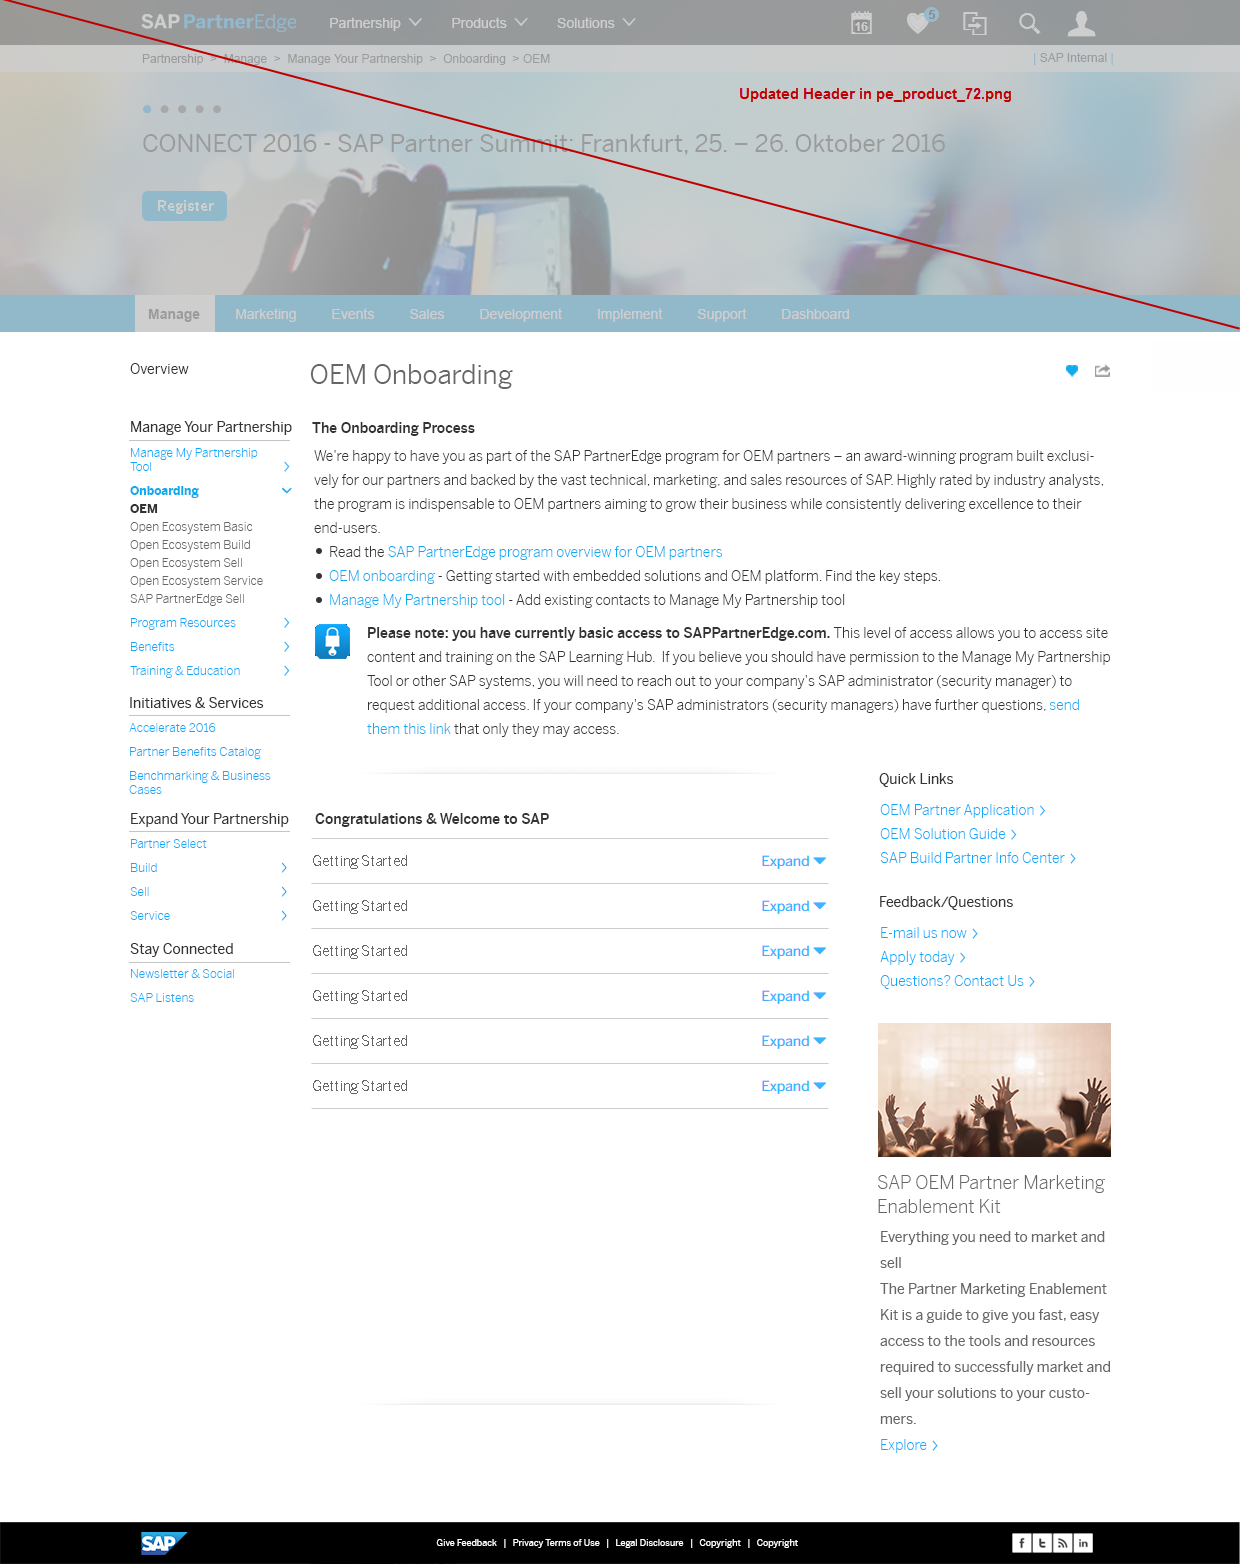 SAP PartnerEdge
Partnership
Products
Solutions
16
5
Partnership > Manage > Manage Your Partnership > Onboarding > OEM
| SAP Internal |
Updated Header in pe_product_72.png
CONNECT 2016 - SAP Partner Summit: Frankfurt, 25. – 26. Oktober 2016
Register
Manage
Marketing
Events
Sales
Development
Implement
Support
Dashboard
Overview
Manage Your Partnership
Manage My Partnership
Tool
Onboarding
OEM
Open Ecosystem Basic
Open Ecosystem Build
Open Ecosystem Sell
Open Ecosystem Service
SAP PartnerEdge Sell
Program Resources
Benefits
Training & Education
Initiatives & Services
Accelerate 2016
Partner Benefits Catalog
Benchmarking & Business
Cases
Expand Your Partnership
Partner Select
Build
Sell
Service
Stay Connected
Newsletter & Social
SAP Listens
OEM Onboarding
The Onboarding Process
We're happy to have you as part of the SAP PartnerEdge program for OEM partners – an award-winning program built exclusi-
vely for our partners and backed by the vast technical, marketing, and sales resources of SAP. Highly rated by industry analysts,
the program is indispensable to OEM partners aiming to grow their business while consistently delivering excellence to their
end-users.
• Read the SAP PartnerEdge program overview for OEM partners
• OEM onboarding - Getting started with embedded solutions and OEM platform. Find the key steps.
• Manage My Partnership tool - Add existing contacts to Manage My Partnership tool
Please note: you have currently basic access to SAPPartnerEdge.com. This level of access allows you to access site
content and training on the SAP Learning Hub. If you believe you should have permission to the Manage My Partnership
Tool or other SAP systems, you will need to reach out to your company's SAP administrator (security manager) to
request additional access. If your company's SAP administrators (security managers) have further questions, send
them this link that only they may access.
Congratulations & Welcome to SAP
Getting Started Expand
Getting Started Expand
Getting Started Expand
Getting Started Expand
Getting Started Expand
Getting Started Expand
Quick Links
OEM Partner Application
OEM Solution Guide
SAP Build Partner Info Center
Feedback/Questions
E-mail us now
Apply today
Questions? Contact Us
SAP OEM Partner Marketing
Enablement Kit
Everything you need to market and
sell
The Partner Marketing Enablement
Kit is a guide to give you fast, easy
access to the tools and resources
required to successfully market and
sell your solutions to your custo-
mers.
Explore
SAP
Give Feedback | Privacy Terms of Use | Legal Disclosure | Copyright | Copyright
f
t
in